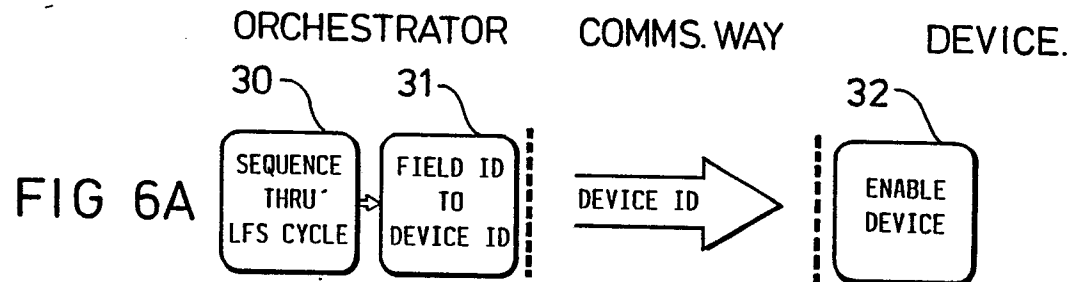 ORCHESTRATOR COMMS. WAY DEVICE.
30 31 32
FIG 6A
SEQUENCE
THRU'
LFS CYCLE
FIELD ID
TO
DEVICE ID
DEVICE ID
ENABLE
DEVICE